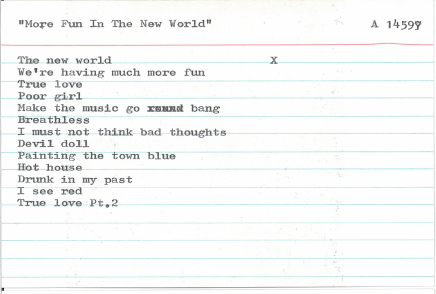 "More Fun In The New World" A 14599
The new world X
We're having much more fun
True love
Poor girl
Make the music go bang
Breathless
I must not think bad thoughts
Devil doll
Painting the town blue
Hot house
Drunk in my past
I see red
True love Pt.2